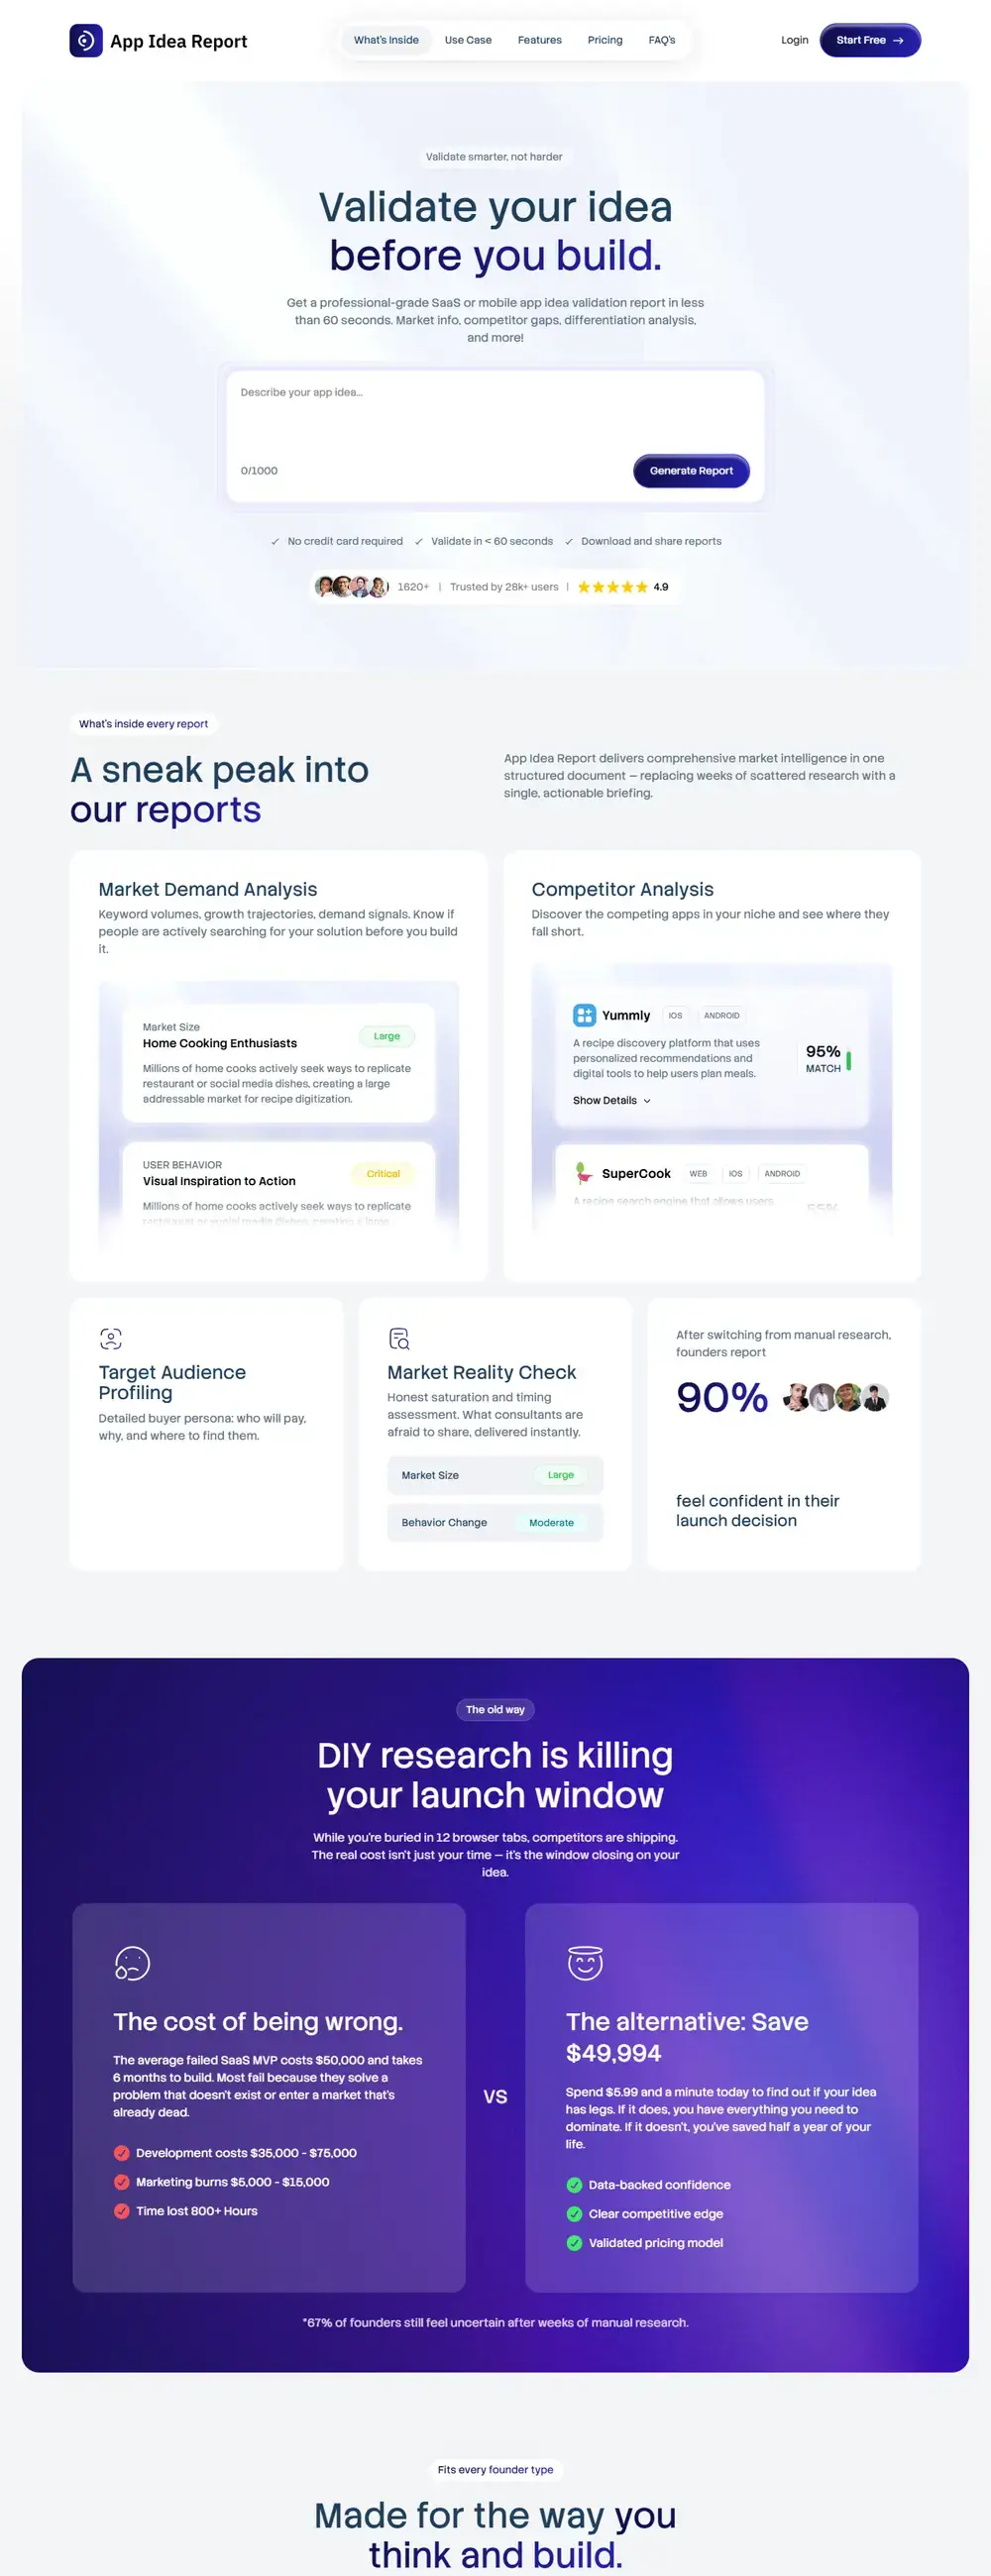 App Idea Report
What's Inside
Use Case
Features
Pricing
FAQ's
Login
Start Free
Validate smarter, not harder
Validate your idea
before you build.
Get a professional-grade SaaS or mobile app idea validation report in less
than 60 seconds. Market info, competitor gaps, differentiation analysis,
and more!
Describe your app idea...
0/1000
Generate Report
No credit card required
Validate in < 60 seconds
Download and share reports
1620+ | Trusted by 28k+ users | 4.9
What's inside every report
A sneak peak into
our reports
App Idea Report delivers comprehensive market intelligence in one
structured document – replacing weeks of scattered research with a
single, actionable briefing.
Market Demand Analysis
Keyword volumes, growth trajectories, demand signals. Know if
people are actively searching for your solution before you build
it.
Market Size
Home Cooking Enthusiasts
Large
Millions of home cooks actively seek ways to replicate
restaurant or social media dishes, creating a large
addressable market for recipe digitization.
USER BEHAVIOR
Visual Inspiration to Action
Critical
Millions of home cooks actively seek ways to replicate
restaurant or social media dishes, creating a large
Competitor Analysis
Discover the competing apps in your niche and see where they
fall short.
Yummly
IOS
ANDROID
A recipe discovery platform that uses
personalized recommendations and
digital tools to help users plan meals.
95%
MATCH
Show Details
SuperCook
WEB
IOS
ANDROID
A recipe search engine that allows users
Target Audience
Profiling
Detailed buyer persona: who will pay,
why, and where to find them.
Market Reality Check
Honest saturation and timing
assessment. What consultants are
afraid to share, delivered instantly.
Market Size
Large
Behavior Change
Moderate
After switching from manual research,
founders report
90%
feel confident in their
launch decision
The old way
DIY research is killing
your launch window
While you're buried in 12 browser tabs, competitors are shipping.
The real cost isn't just your time – it's the window closing on your
idea.
The cost of being wrong.
The average failed SaaS MVP costs $50,000 and takes
6 months to build. Most fail because they solve a
problem that doesn't exist or enter a market that's
already dead.
Development costs $35,000 - $75,000
Marketing burns $5,000 - $15,000
Time lost 800+ Hours
VS
The alternative: Save
$49,994
Spend $5.99 and a minute today to find out if your idea
has legs. If it does, you have everything you need to
dominate. If it doesn't, you've saved half a year of your
life.
Data-backed confidence
Clear competitive edge
Validated pricing model
*67% of founders still feel uncertain after weeks of manual research.
Fits every founder type
Made for the way you
think and build.